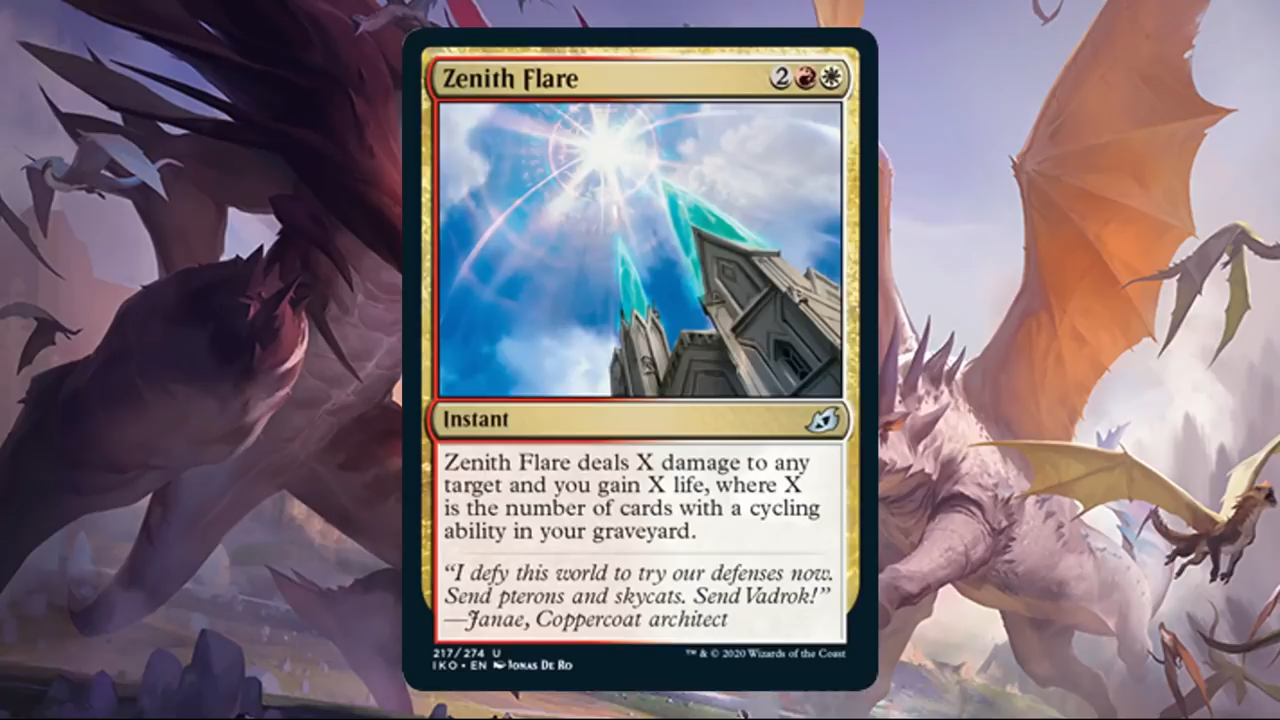 Zenith Flare 2
Instant
Zenith Flare deals X damage to any
target and you gain X life, where X
is the number of cards with a cycling
ability in your graveyard.
“I defy this world to try our defenses now.
Send pterons and skycats. Send Vadrok!”
—Janae, Coppercoat architect
217/274 U
IKO • EN Jonas De Ro
™ & © 2020 Wizards of the Coast